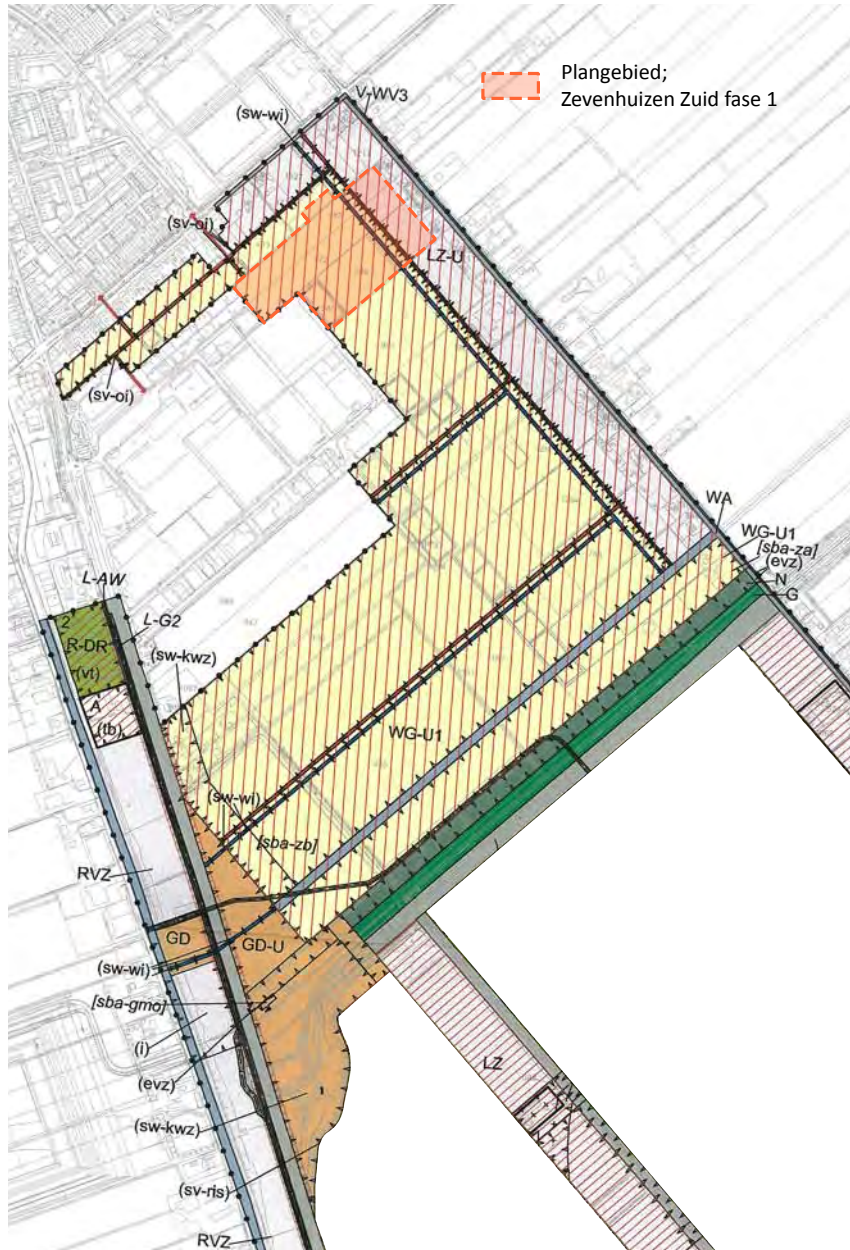 Plangebied;
Zevenhuizen Zuid fase 1
V-WV3
(sw-wi)
(sv-oi)
LZ-U
(sv-oi)
WA
WG-U1
[sba-za]
(evz)
N
G
L-AW
L-G2
2
R-DR
(vt)
(sw-kwz)
A
(tb)
WG-U1
(sw-wi)
[sba-zb]
RVZ
GD
GD-U
(sw-wi)
[sba-gmo]
(i)
(evz)
LZ
1
(sw-kwz)
(sv-ris)
RVZ